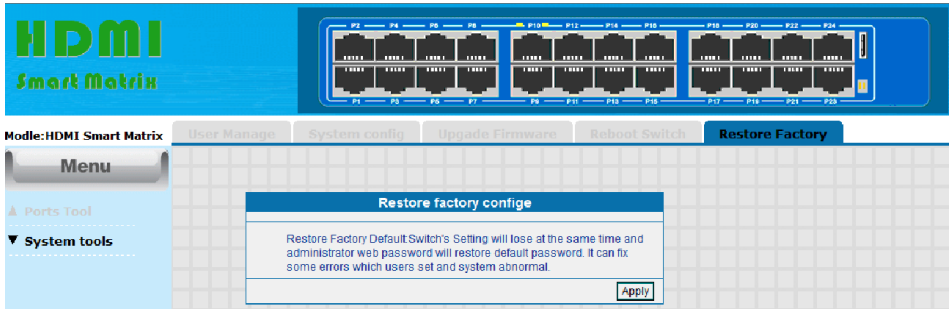 HDMI
Smart Matrix
P2 P4 P6 P8 P10 P12 P14 P16 P18 P20 P22 P24
P1 P3 P5 P7 P9 P11 P13 P15 P17 P19 P21 P23
Modle:HDMI Smart Matrix
User Manage System config Upgade Firmware Reboot Switch Restore Factory
Menu
Ports Tool
System tools
Restore factory confige
Restore Factory Default Switch's Setting will lose at the same time and
administrator web password will restore default password. It can fix
some errors which users set and system abnormal.
Apply